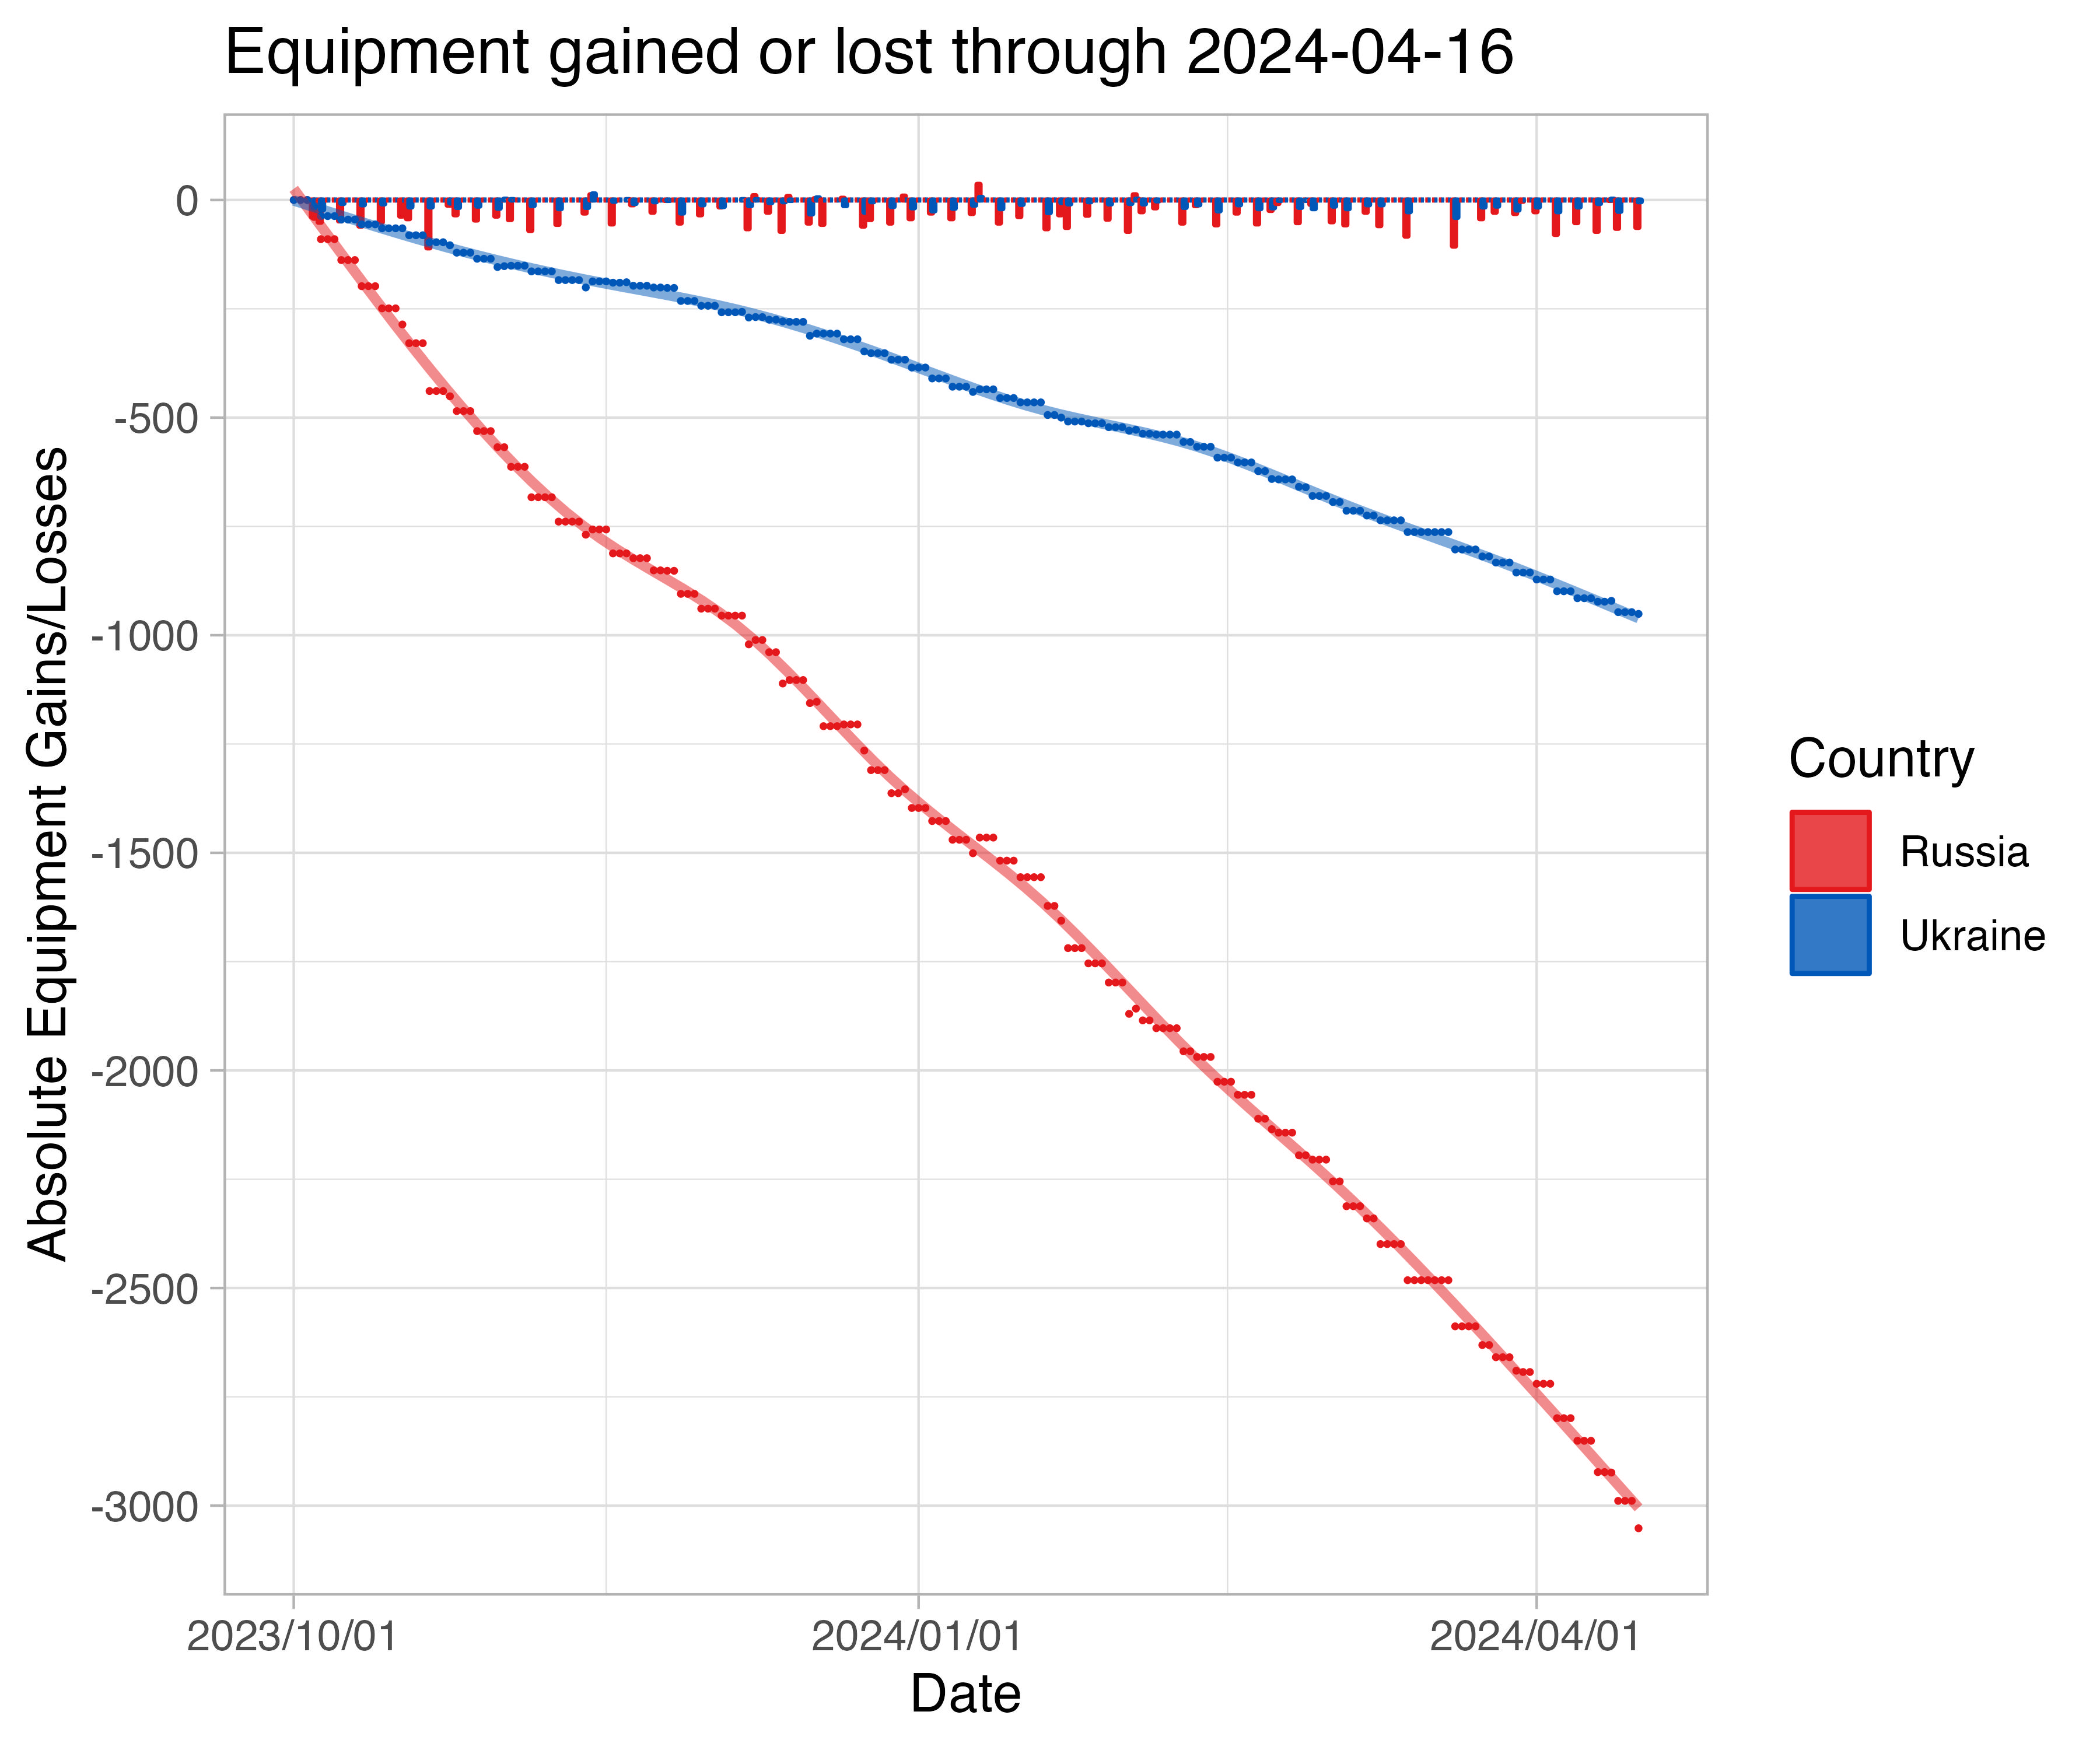 Equipment gained or lost through 2024-04-16
Absolute Equipment Gains/Losses
0
-500
-1000
-1500
-2000
-2500
-3000
2023/10/01
2024/01/01
2024/04/01
Date
Country
Russia
Ukraine